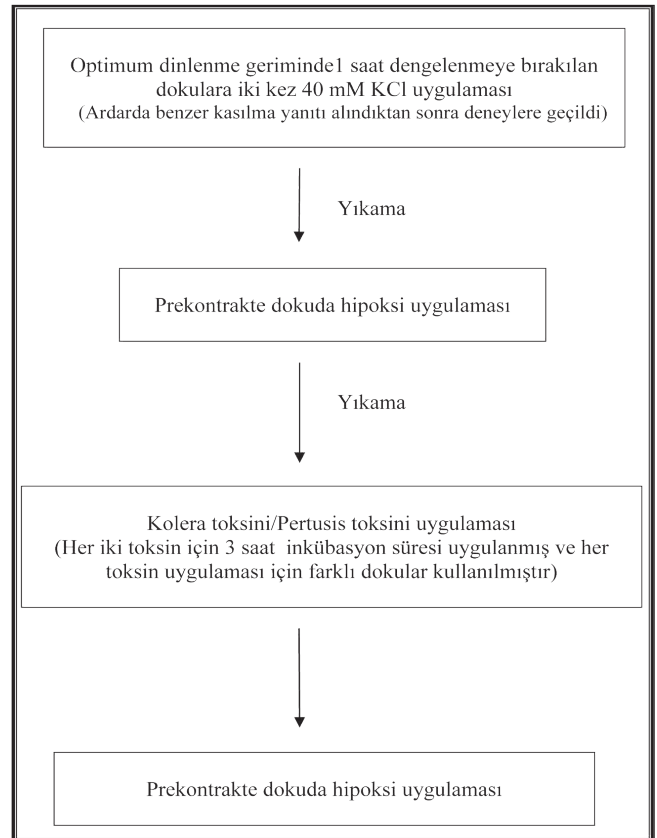 Optimum dinlenme geriminde1 saat dengelenmeye bırakılan
dokulara iki kez 40 mM KCl uygulaması
(Ardarda benzer kasılma yanıtı alındıktan sonra deneylere geçildi)
Yıkama
Prekontrakte dokuda hipoksi uygulaması
Yıkama
Kolera toksini/Pertusis toksini uygulaması
(Her iki toksin için 3 saat inkübasyon süresi uygulanmış ve her
toksin uygulaması için farklı dokular kullanılmıştır)
Prekontrakte dokuda hipoksi uygulaması